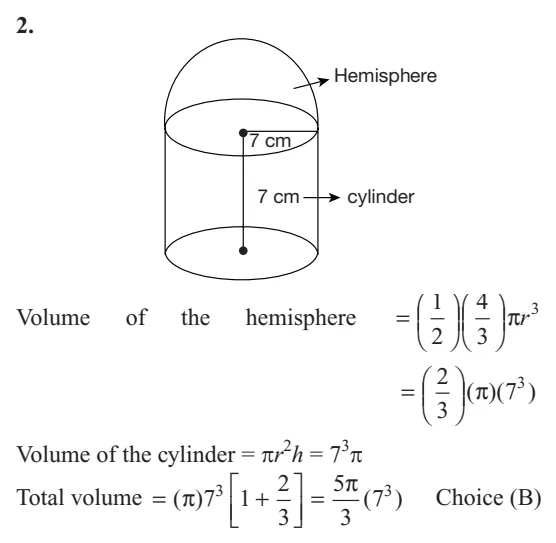 2.
Hemisphere
7 cm
7 cm → cylinder
Volume of the hemisphere = (1/2)(4/3)πr³
= (2/3)(π)(7³)
Volume of the cylinder = πr²h = 7³π
Total volume = (π)7³[1 + 2/3] = 5π/3 (7³) Choice (B)